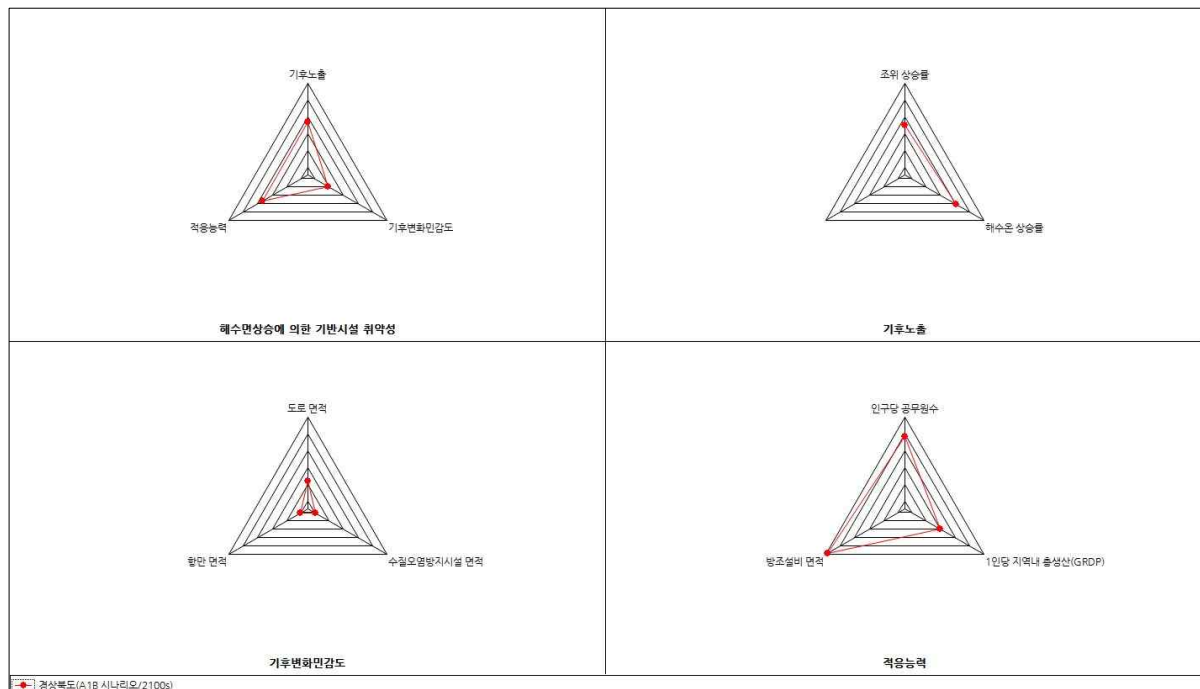 기후노출
적응능력
기후변화민감도
해수면상승에 의한 기반시설 취약성
조위 상승률
해수온 상승률
기후노출
도로 면적
항만 면적
수질오염방지시설 면적
기후변화민감도
인구당 공무원수
방조설비 면적
1인당 지역내 총생산(GRDP)
적응능력
경상북도(A1B 시나리오/2100s)